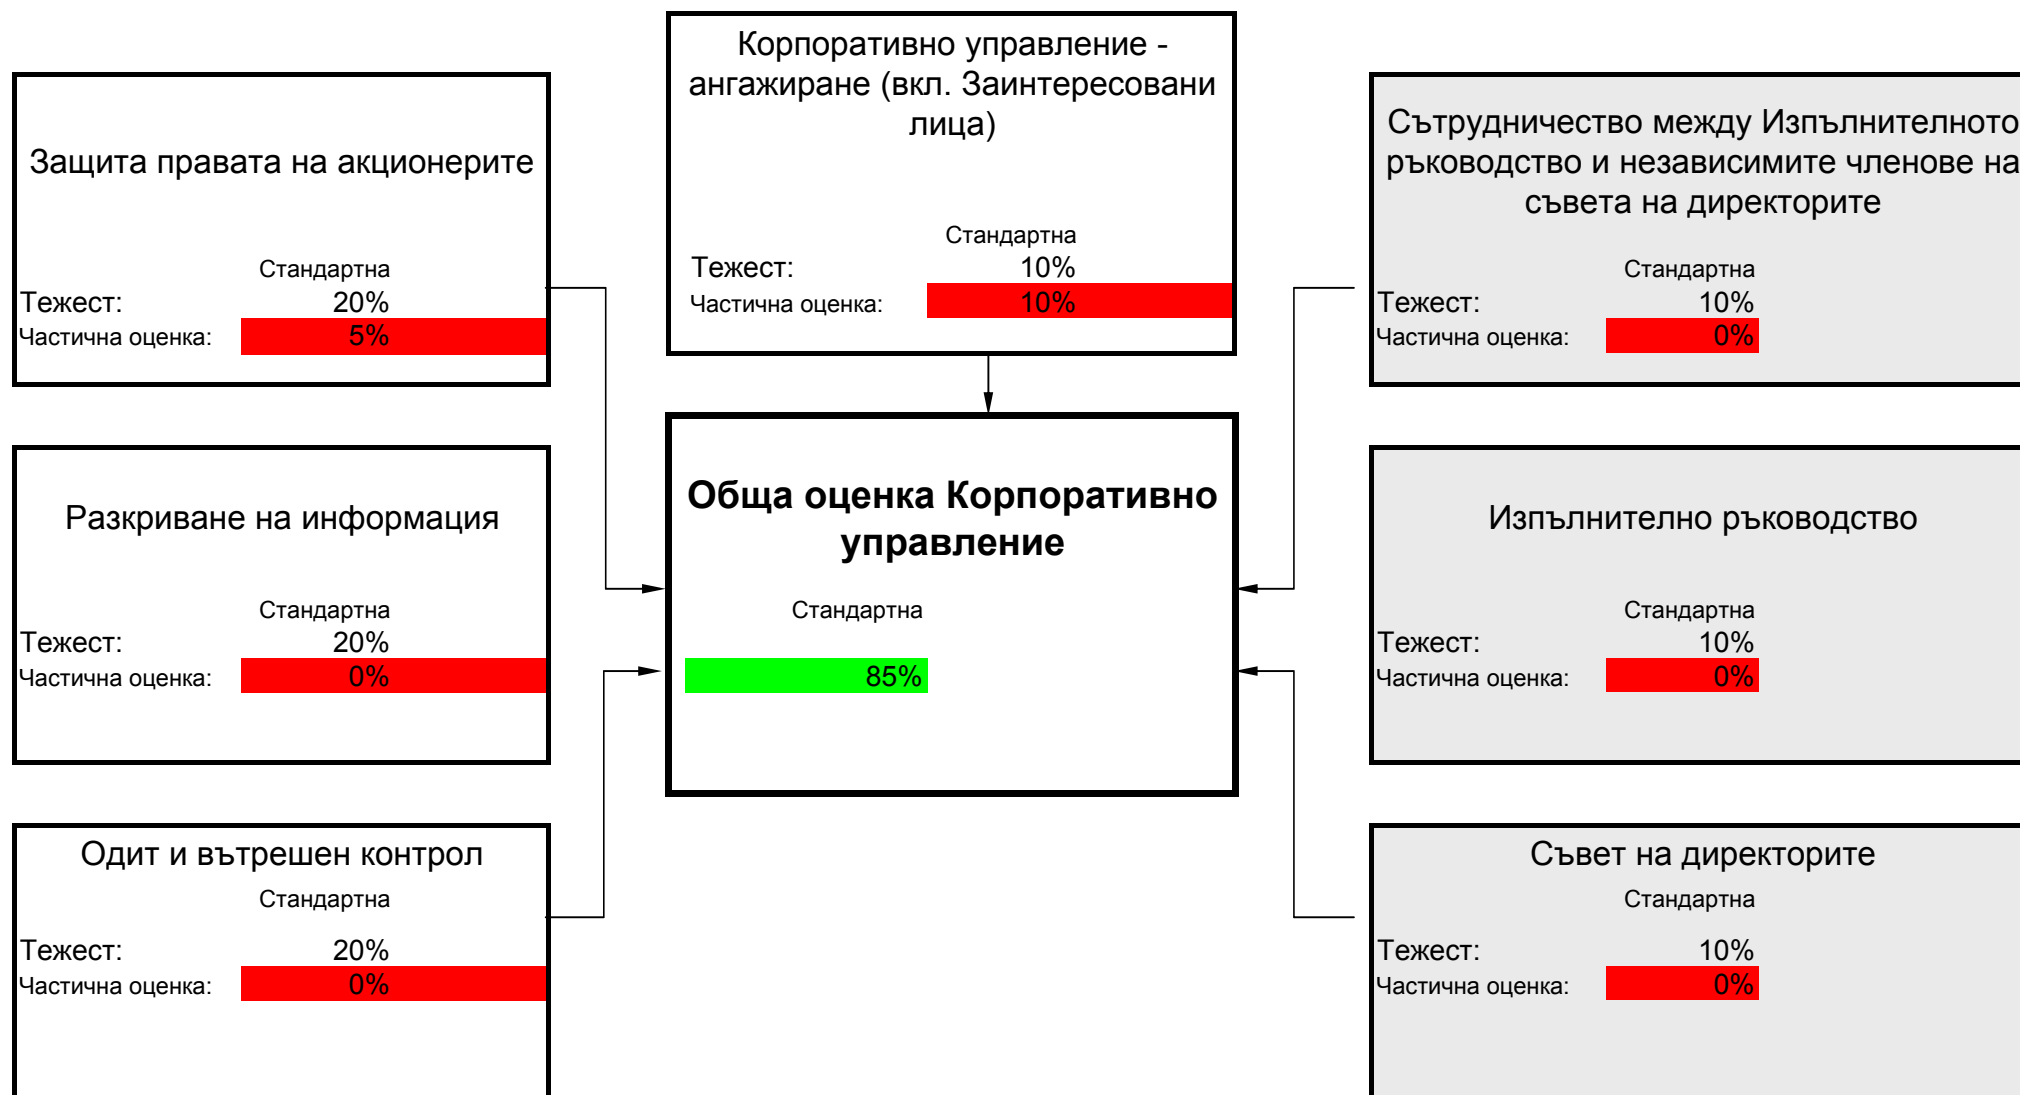 Корпоративно управление -
ангажиране (вкл. Заинтересовани
лица)
Стандартна
Тежест: 10%
Частична оценка: 10%
Защита правата на акционерите
Стандартна
Тежест: 20%
Частична оценка: 5%
Сътрудничество между Изпълнителното
ръководство и независимите членове на
съвета на директорите
Стандартна
Тежест: 10%
Частична оценка: 0%
Разкриване на информация
Стандартна
Тежест: 20%
Частична оценка: 0%
Обща оценка Корпоративно
управление
Стандартна
85%
Изпълнително ръководство
Стандартна
Тежест: 10%
Частична оценка: 0%
Одит и вътрешен контрол
Стандартна
Тежест: 20%
Частична оценка: 0%
Съвет на директорите
Стандартна
Тежест: 10%
Частична оценка: 0%